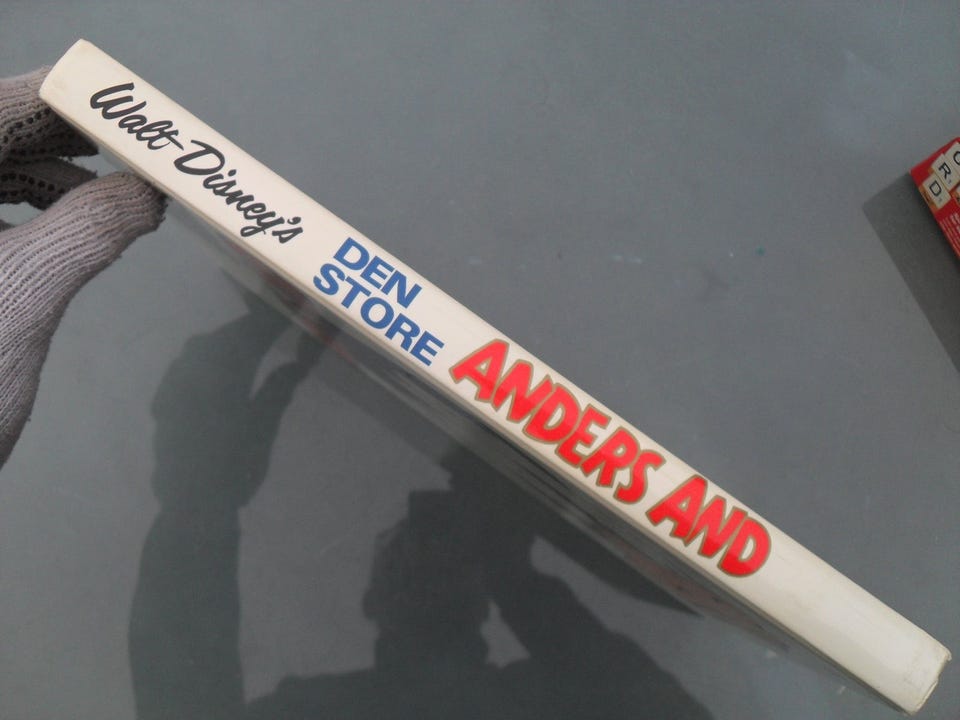 Walt Disney's
DEN
STORE
ANDERS AND